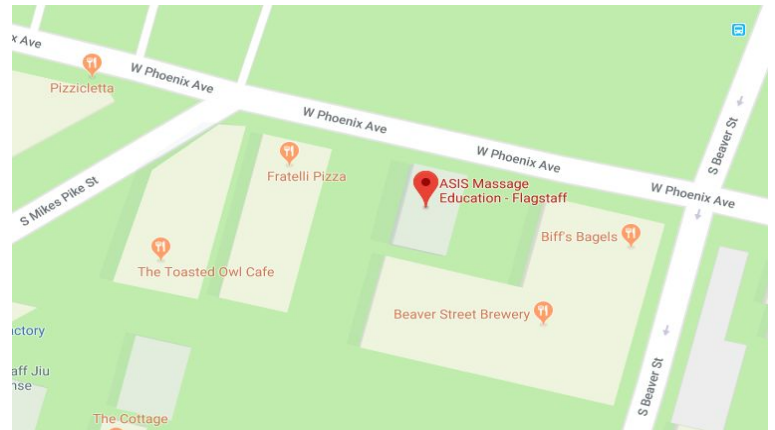 x Ave
Pizzicletta
W Phoenix Ave
W Phoenix Ave
W Phoenix Ave
W Phoenix Ave
S Beaver St
Fratelli Pizza
ASIS Massage
Education - Flagstaff
S Mikes Pike St
Biff's Bagels
The Toasted Owl Cafe
Beaver Street Brewery
actory
aff Jiu
nse
S Beaver St
The Cottage